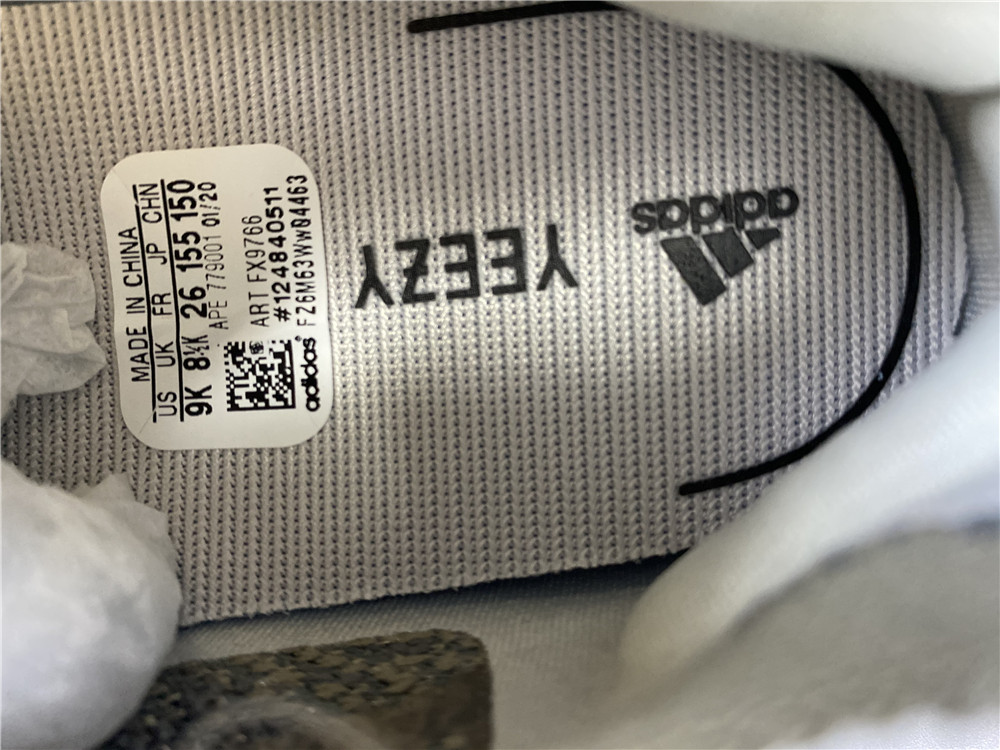 MADE IN CHINA
US UK FR JP CHN
9K 8½K 26 155 150
APE 779001 01/20
ART FX9766
#124840511
adidas FZ6M63Ww04463
YEEZY
adidas